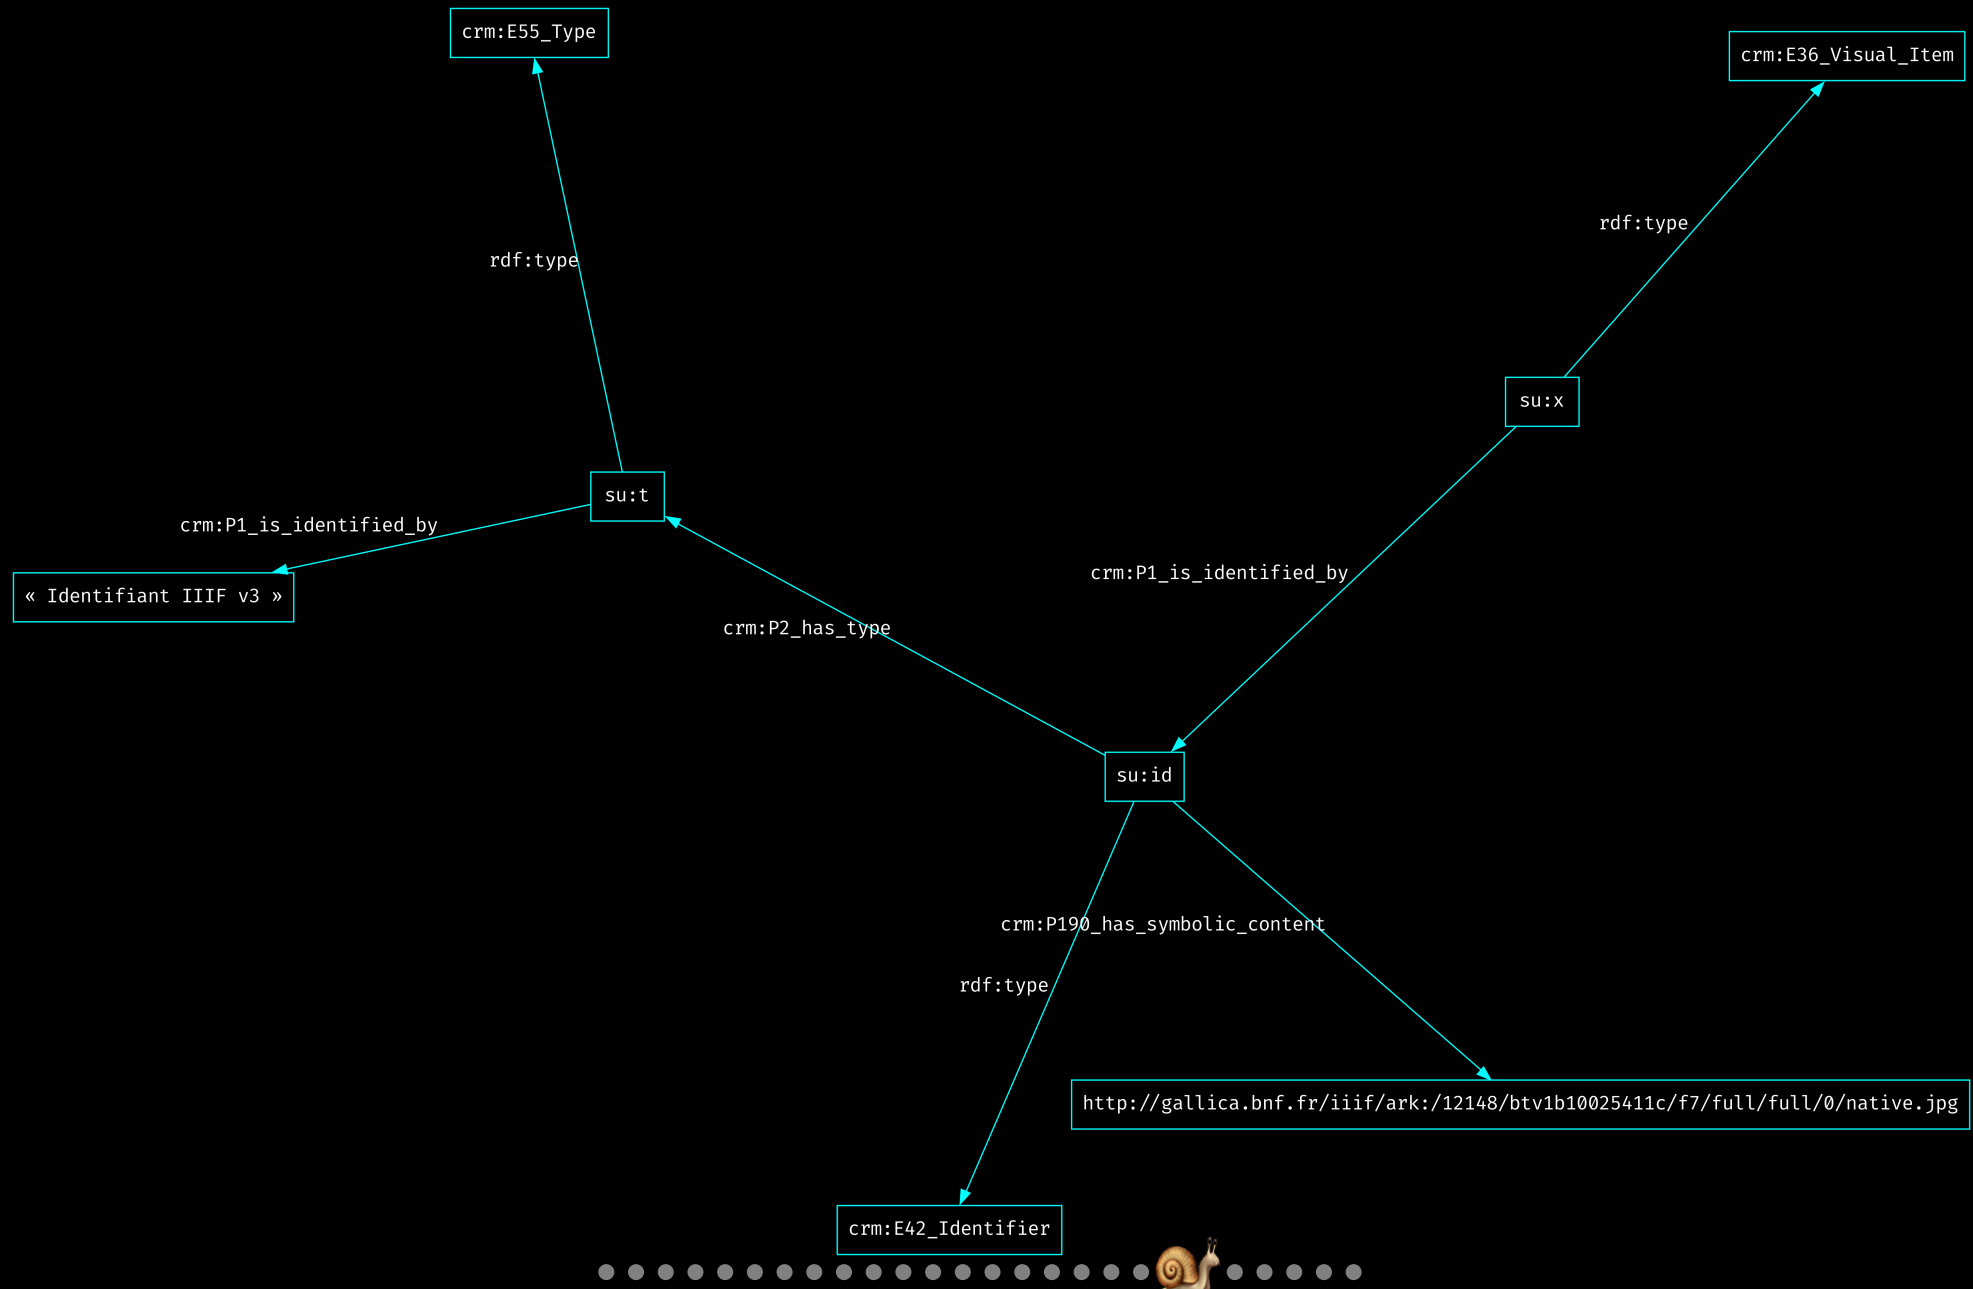 crm:E55_Type
crm:E36_Visual_Item
rdf:type
rdf:type
su:x
su:t
crm:P1_is_identified_by
crm:P1_is_identified_by
« Identifiant IIIF v3 »
crm:P2_has_type
su:id
crm:P190_has_symbolic_content
rdf:type
http://gallica.bnf.fr/iiif/ark:/12148/btv1b10025411c/f7/full/full/0/native.jpg
crm:E42_Identifier